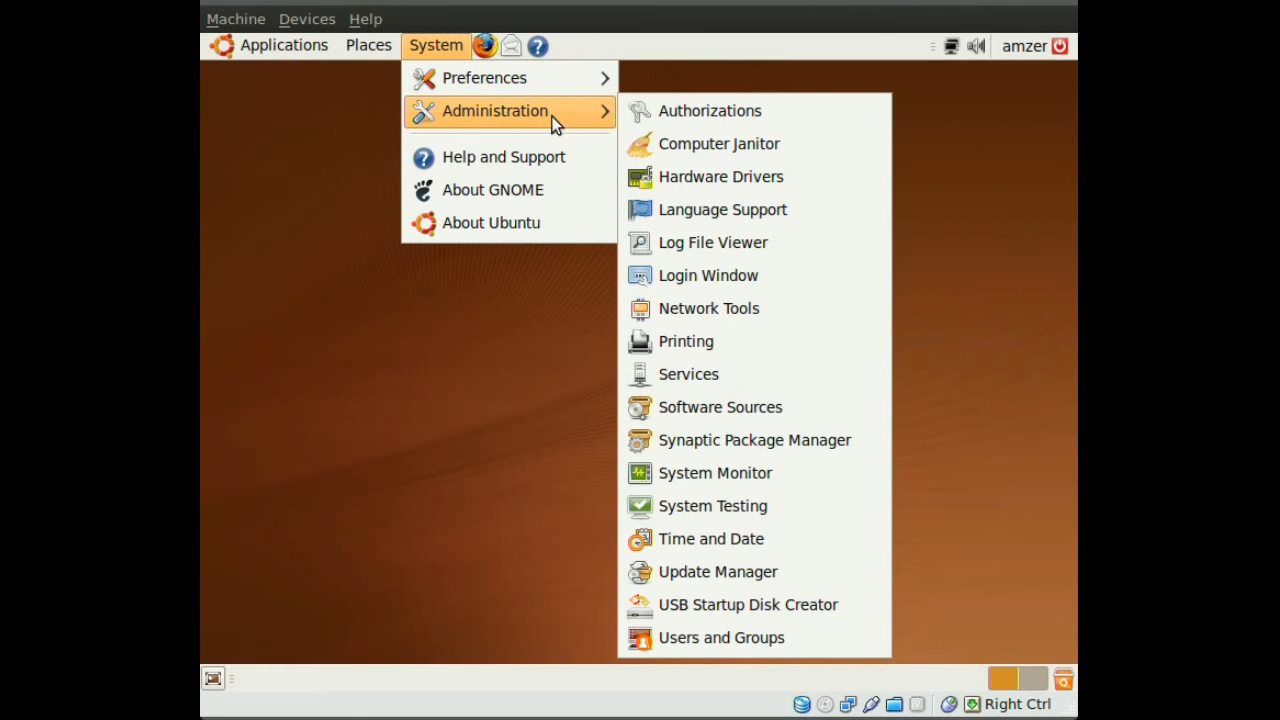 Machine Devices Help
Applications Places System amzer
Preferences
Administration
Help and Support
About GNOME
About Ubuntu
Authorizations
Computer Janitor
Hardware Drivers
Language Support
Log File Viewer
Login Window
Network Tools
Printing
Services
Software Sources
Synaptic Package Manager
System Monitor
System Testing
Time and Date
Update Manager
USB Startup Disk Creator
Users and Groups
Right Ctrl